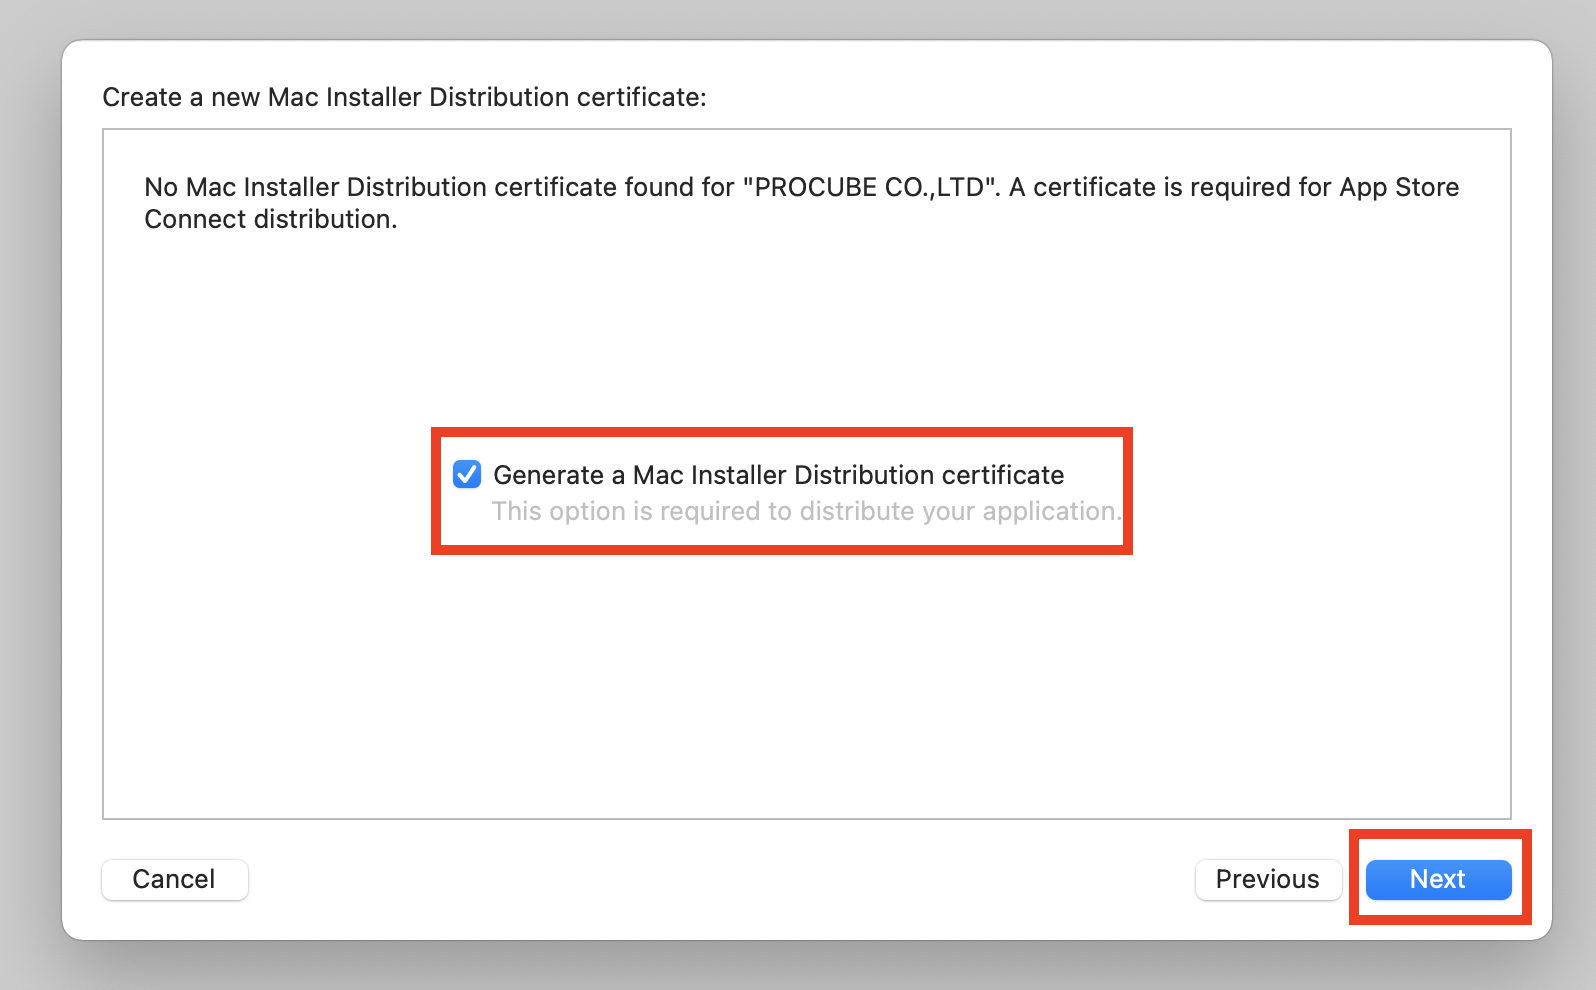 Create a new Mac Installer Distribution certificate:
No Mac Installer Distribution certificate found for "PROCUBE CO.,LTD". A certificate is required for App Store
Connect distribution.
Generate a Mac Installer Distribution certificate
This option is required to distribute your application.
Cancel
Previous
Next